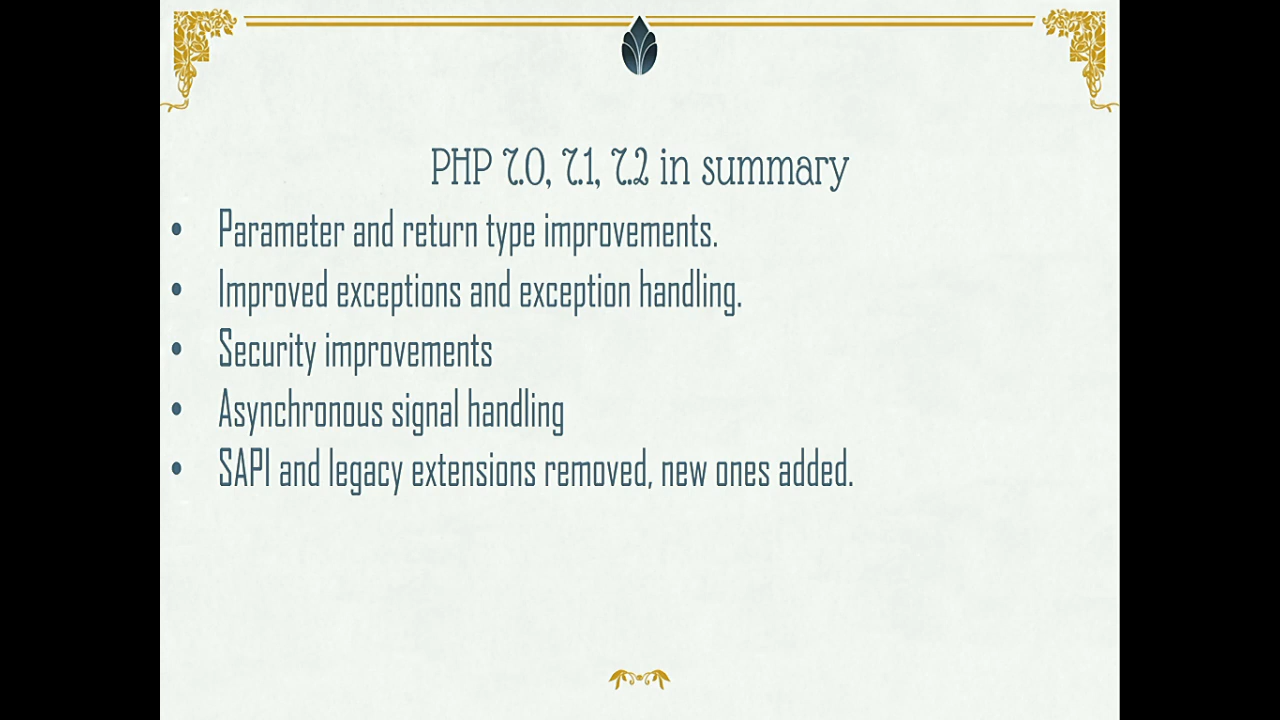 PHP 7.0, 7.1, 7.2 in summary
• Parameter and return type improvements.
• Improved exceptions and exception handling.
• Security improvements
• Asynchronous signal handling
• SAPI and legacy extensions removed, new ones added.